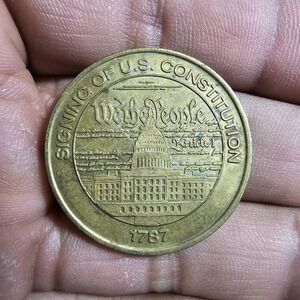 SIGNING OF U.S. CONSTITUTION
We the People
1787